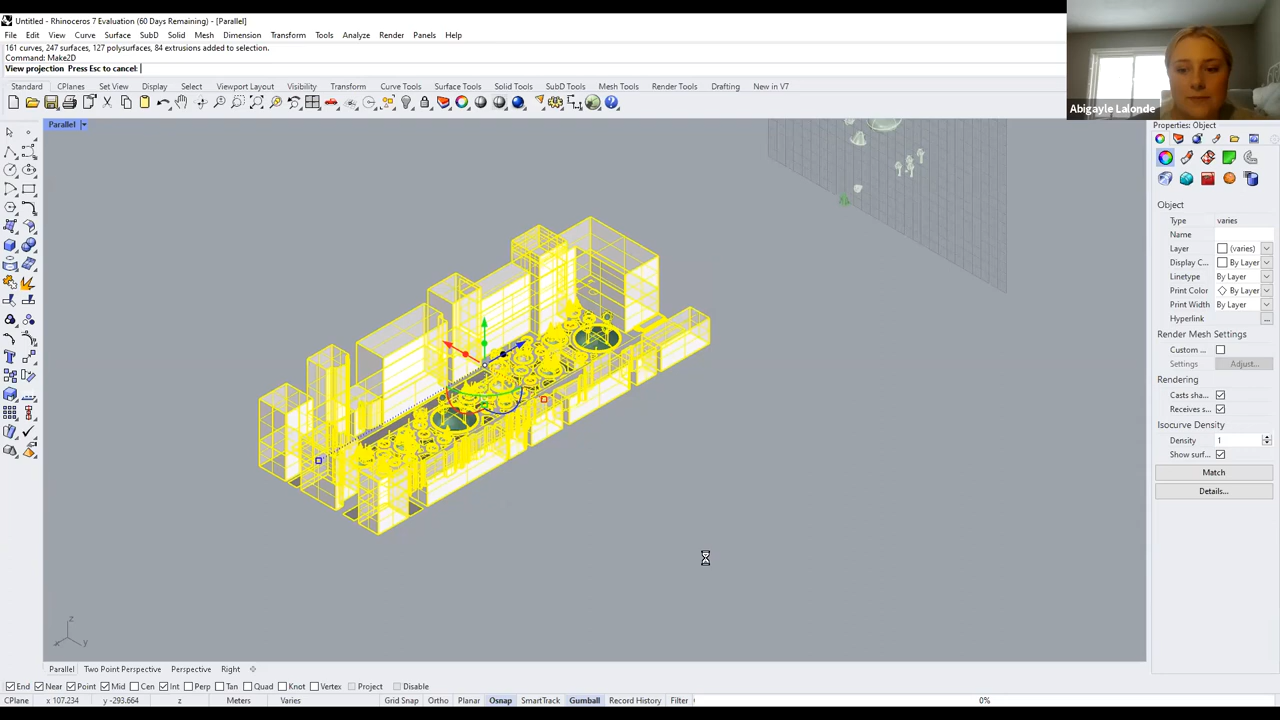 Untitled - Rhinoceros 7 Evaluation (60 Days Remaining) - [Parallel]
File Edit View Curve Surface SubD Solid Mesh Dimension Transform Tools Analyze Render Panels Help
161 curves, 247 surfaces, 127 polysurfaces, 84 extrusions added to selection.
Command: Make2D
View projection Press Esc to cancel:
Standard CPlanes Set View Display Select Viewport Layout Visibility Transform Curve Tools Surface Tools Solid Tools SubD Tools Mesh Tools Render Tools Drafting New in V7
Abigayle Lalonde
Parallel
Properties: Object
Object
Type varies
Name
Layer (varies)
Display C... By Layer
Linetype By Layer
Print Color By Layer
Print Width By Layer
Hyperlink ...
Render Mesh Settings
Custom ...
Settings Adjust...
Rendering
Casts sha...
Receives s...
Isocurve Density
Density 1
Show surf...
Match
Details...
z
x y
Parallel Two Point Perspective Perspective Right
End Near Point Mid Cen Int Perp Tan Quad Knot Vertex Project Disable
CPlane x 107.234 y -293.664 z Meters Varies Grid Snap Ortho Planar Osnap SmartTrack Gumball Record History Filter 0%